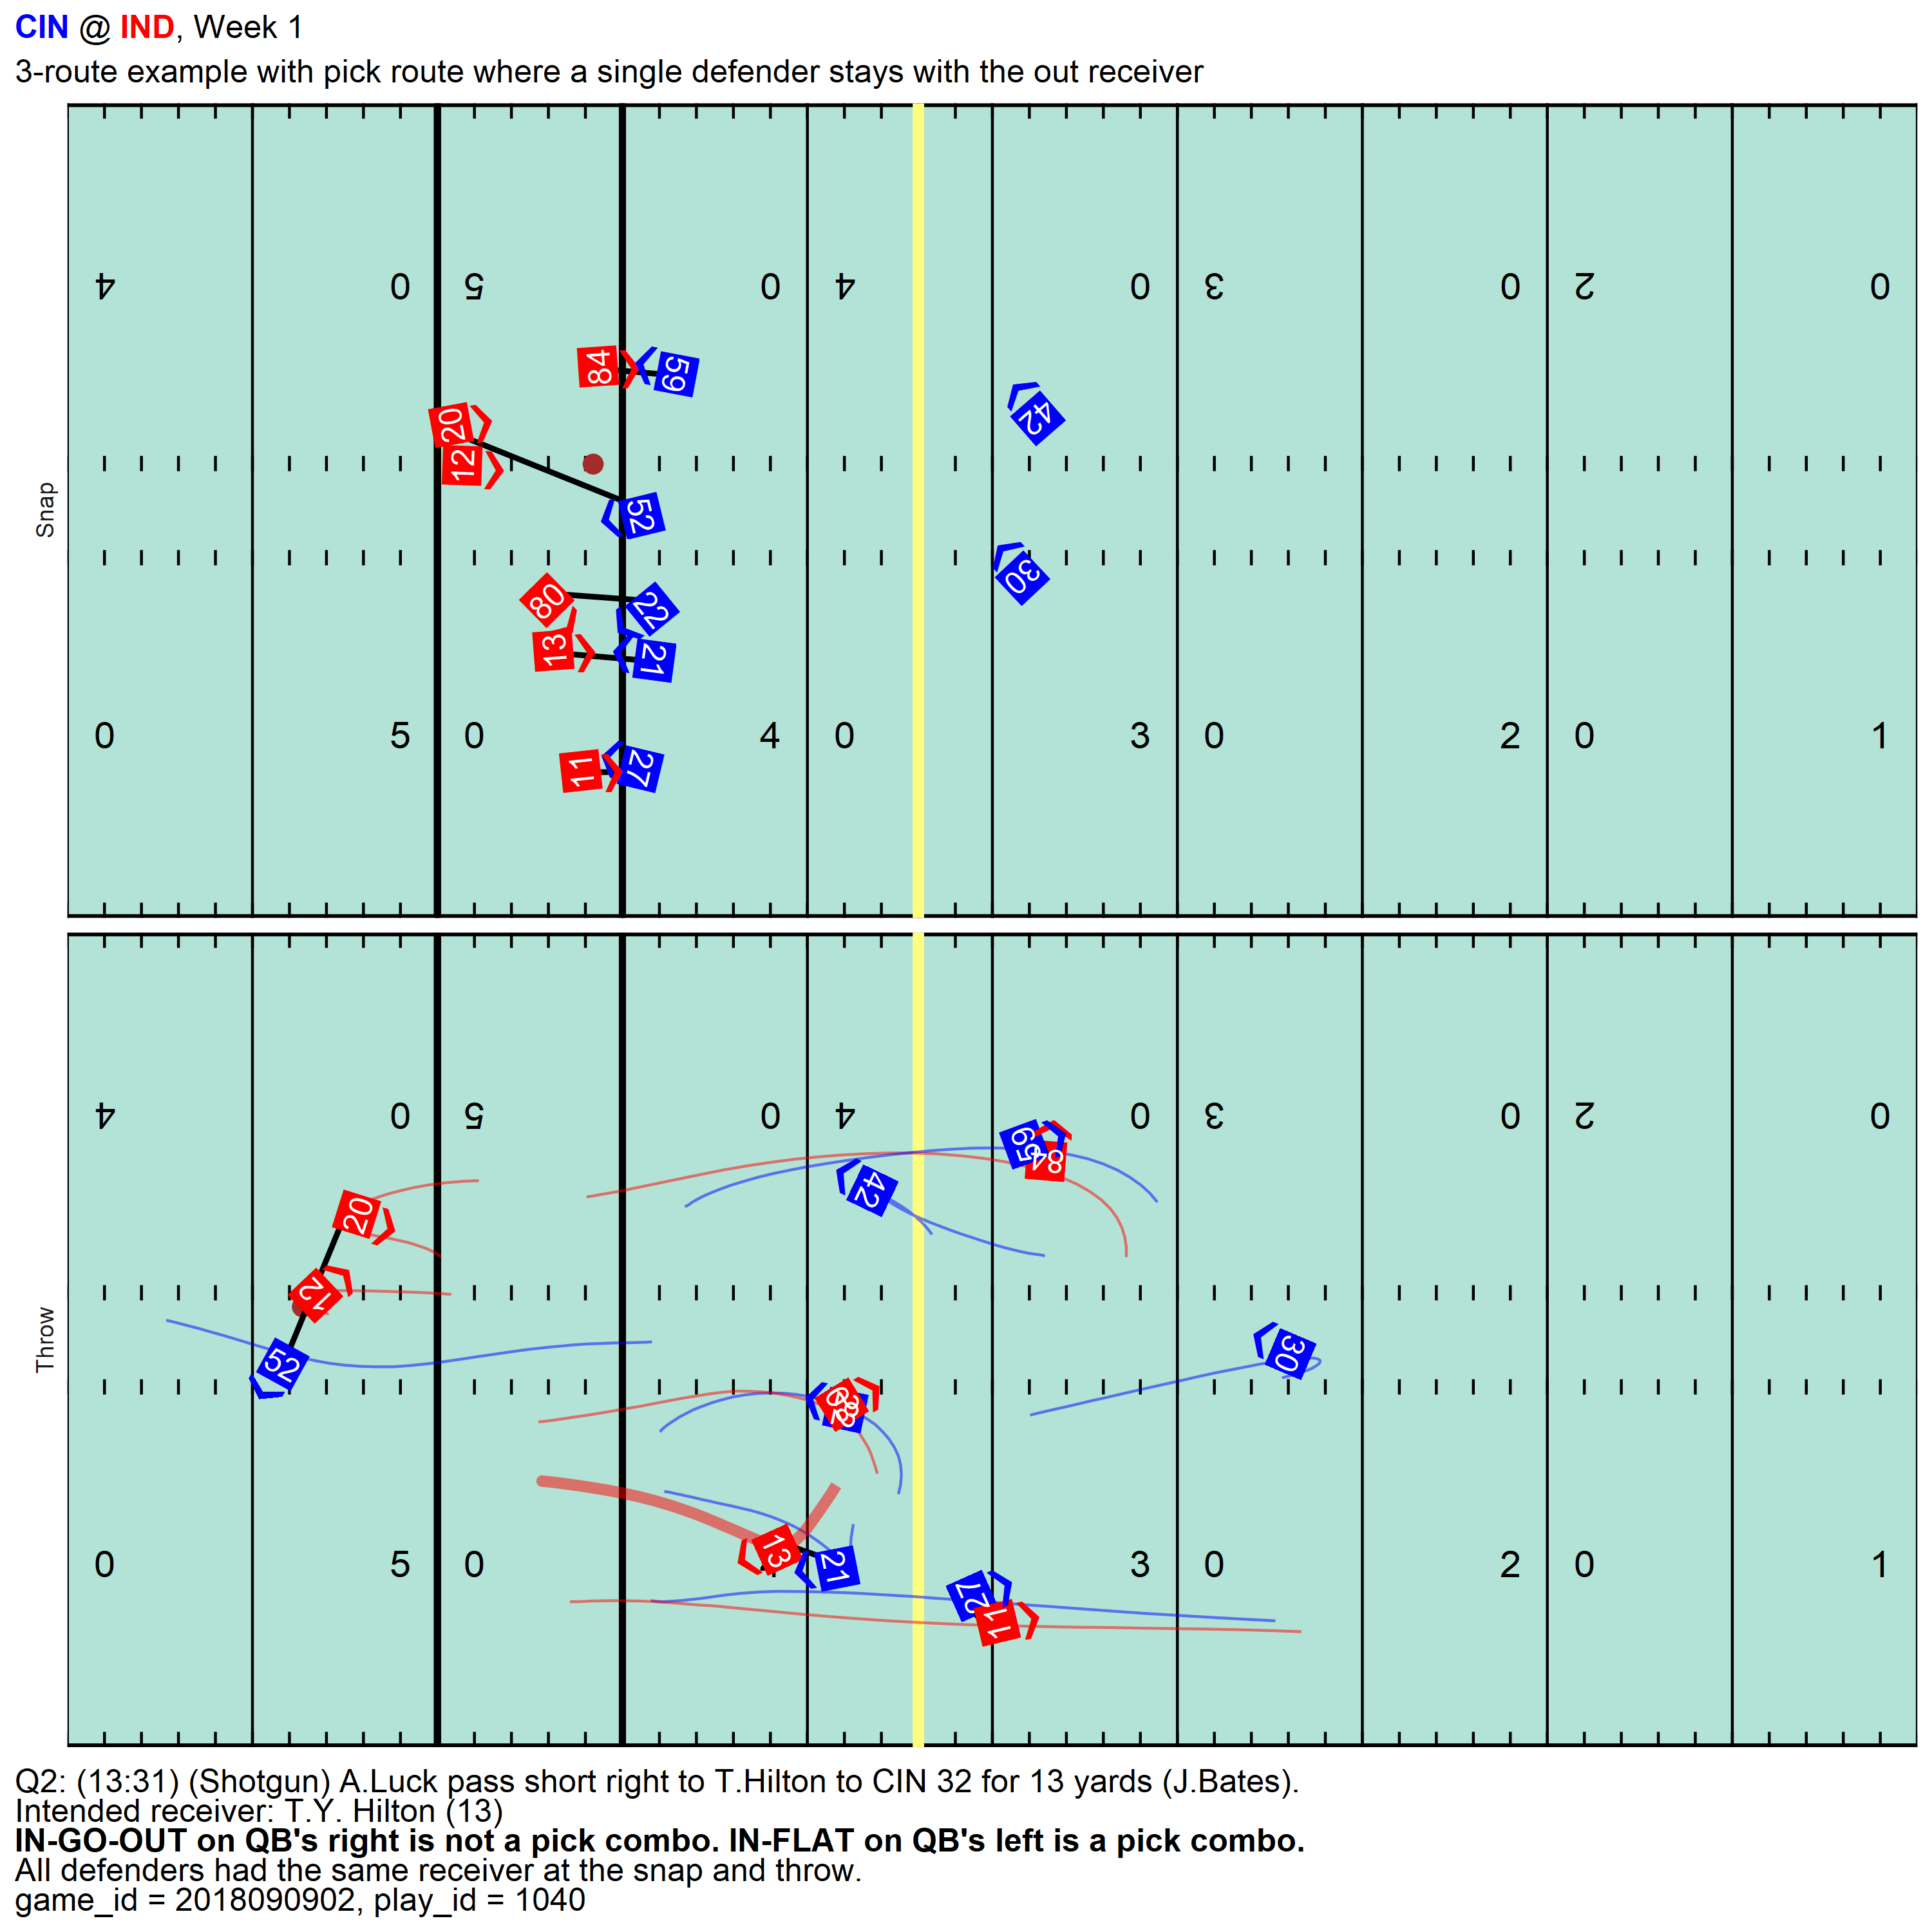 CIN @ IND, Week 1
3-route example with pick route where a single defender stays with the out receiver
Snap
4 0 5 0 4 0 3 0 2 0
84 59
42
20
12
52
30
80 22
13 21
0 5 0 4 0 3 0 2 0 1
11 27
Throw
4 0 5 0 4 0 3 0 2 0
59 84
42
20
12
52
30
13 21
0 5 0 3 0 2 0 1
27
11
Q2: (13:31) (Shotgun) A.Luck pass short right to T.Hilton to CIN 32 for 13 yards (J.Bates).
Intended receiver: T.Y. Hilton (13)
IN-GO-OUT on QB's right is not a pick combo. IN-FLAT on QB's left is a pick combo.
All defenders had the same receiver at the snap and throw.
game_id = 2018090902, play_id = 1040